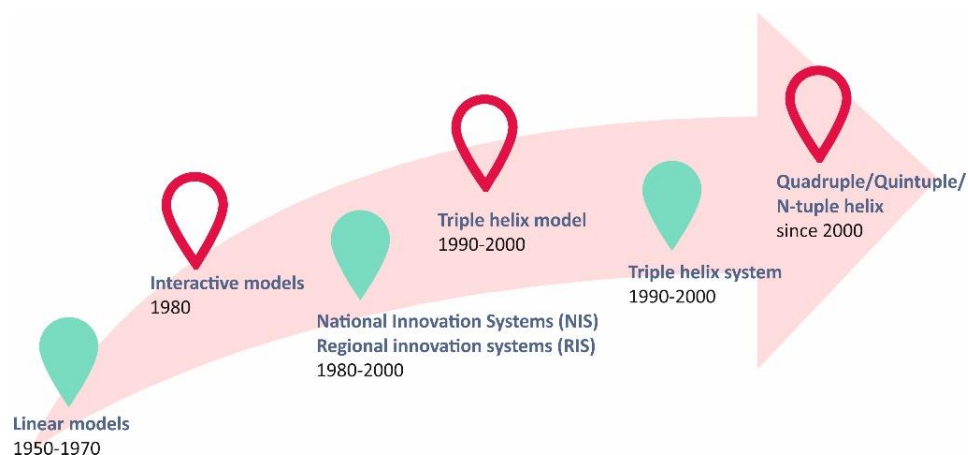 Linear models
1950-1970
Interactive models
1980
National Innovation Systems (NIS)
Regional innovation systems (RIS)
1980-2000
Triple helix model
1990-2000
Triple helix system
1990-2000
Quadruple/Quintuple/
N-tuple helix
since 2000